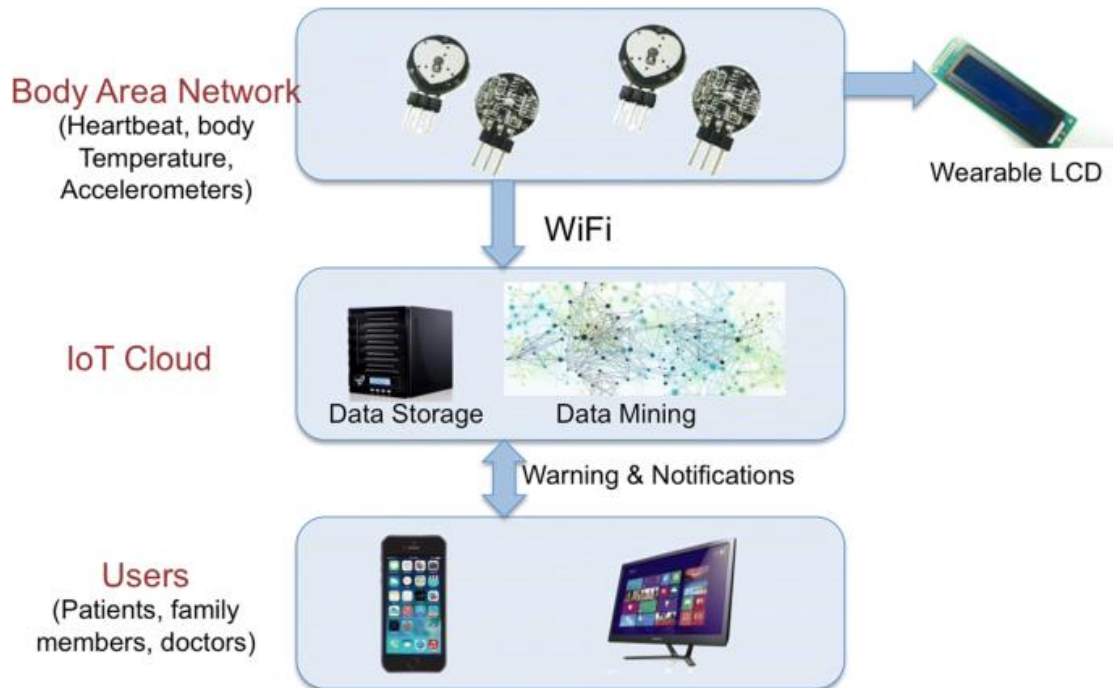 Body Area Network
(Heartbeat, body
Temperature,
Accelerometers)
Wearable LCD
WiFi
IoT Cloud
Data Storage
Data Mining
Warning & Notifications
Users
(Patients, family
members, doctors)